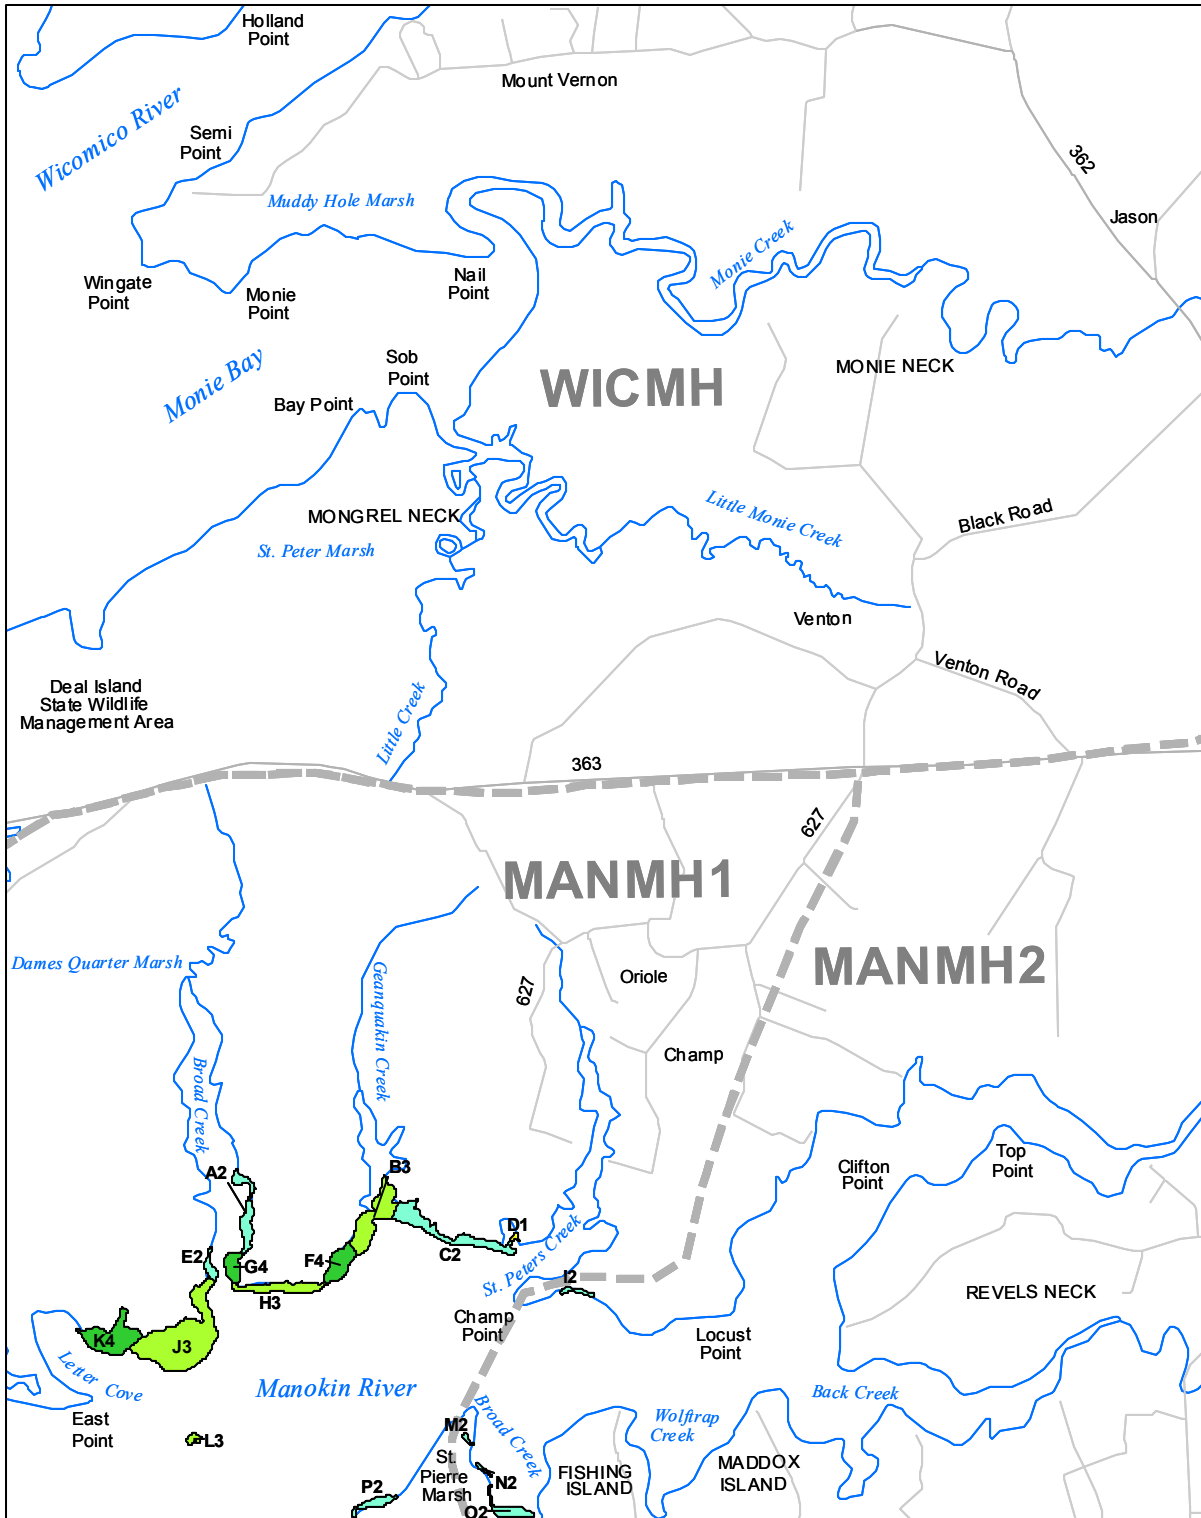 Holland
Point
Mount Vernon
Wicomico River
Semi
Point
362
Jason
Muddy Hole Marsh
Monie Creek
Wingate
Point
Monie
Point
Nail
Point
Monie Bay
Sob
Point
Bay Point
WICMH
MONIE NECK
MONGREL NECK
St. Peter Marsh
Little Monie Creek
Black Road
Venton
Venton Road
Deal Island
State Wildlife
Management Area
Little Creek
363
627
MANMH1
MANMH2
Dames Quarter Marsh
Geanquakin Creek
627
Oriole
Champ
Broad Creek
A2
B3
Clifton
Point
Top
Point
D1
C2
E2
G4
F4
H3
St. Peters Creek
I2
REVELS NECK
Champ
Point
Locust
Point
K4
J3
Letter Cove
Manokin River
Back Creek
East
Point
L3
Broad Creek
M2
Wolftrap
Creek
St.
Pierre
Marsh
N2
FISHING
ISLAND
MADDOX
ISLAND
P2
O2